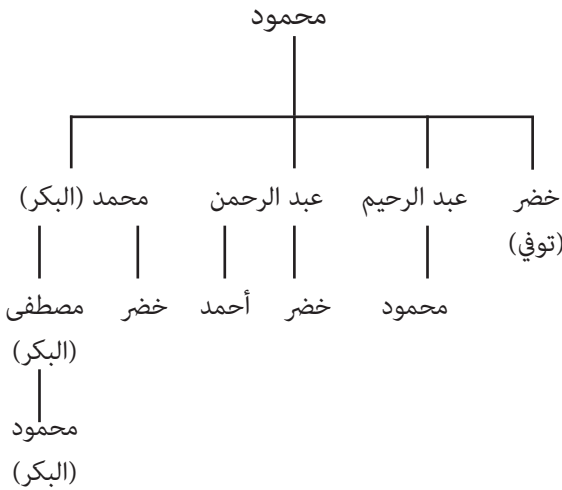 محمود
خضر
(توفي)
عبد الرحيم
عبد الرحمن
محمد (البكر)
محمود
خضر
أحمد
خضر
مصطفى
(البكر)
محمود
(البكر)